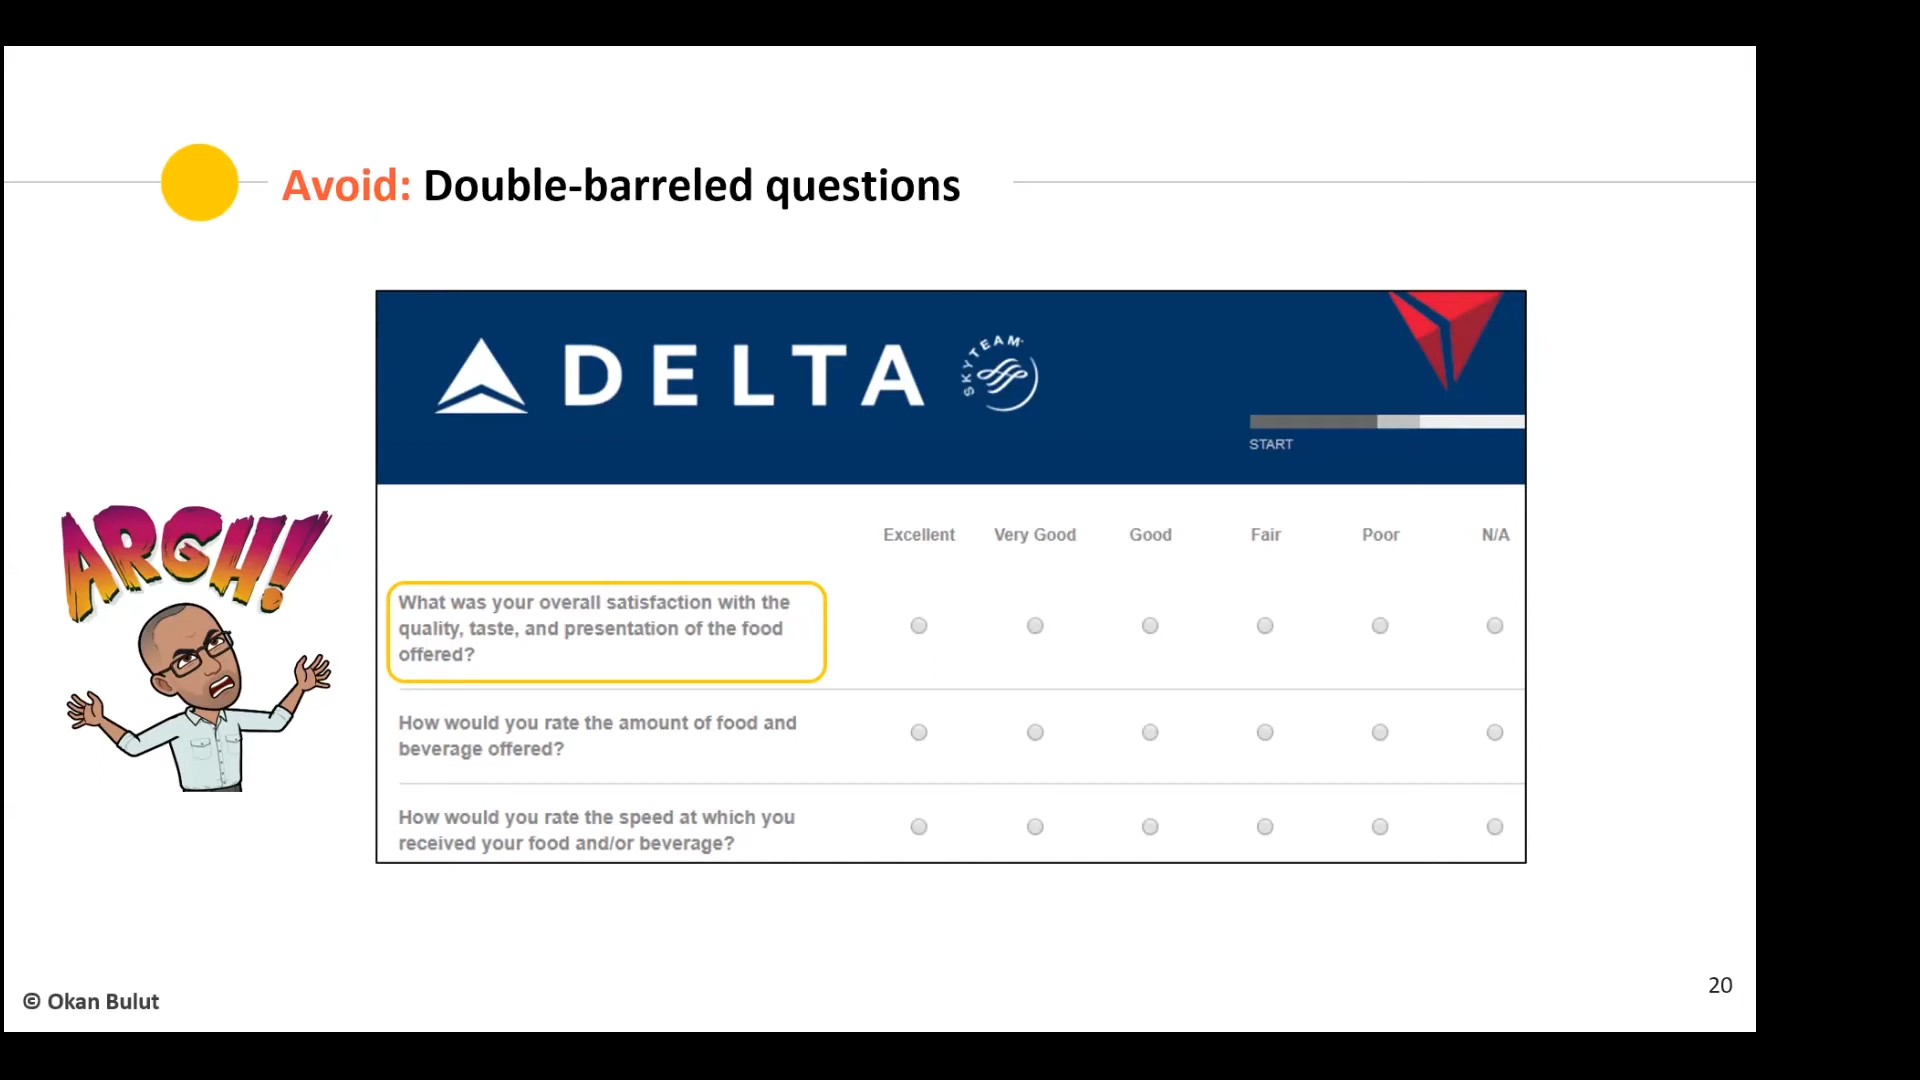 Avoid: Double-barreled questions
DELTA
SKYTEAM
START
Excellent Very Good Good Fair Poor N/A
What was your overall satisfaction with the
quality, taste, and presentation of the food
offered?
How would you rate the amount of food and
beverage offered?
How would you rate the speed at which you
received your food and/or beverage?
ARGH!
© Okan Bulut
20